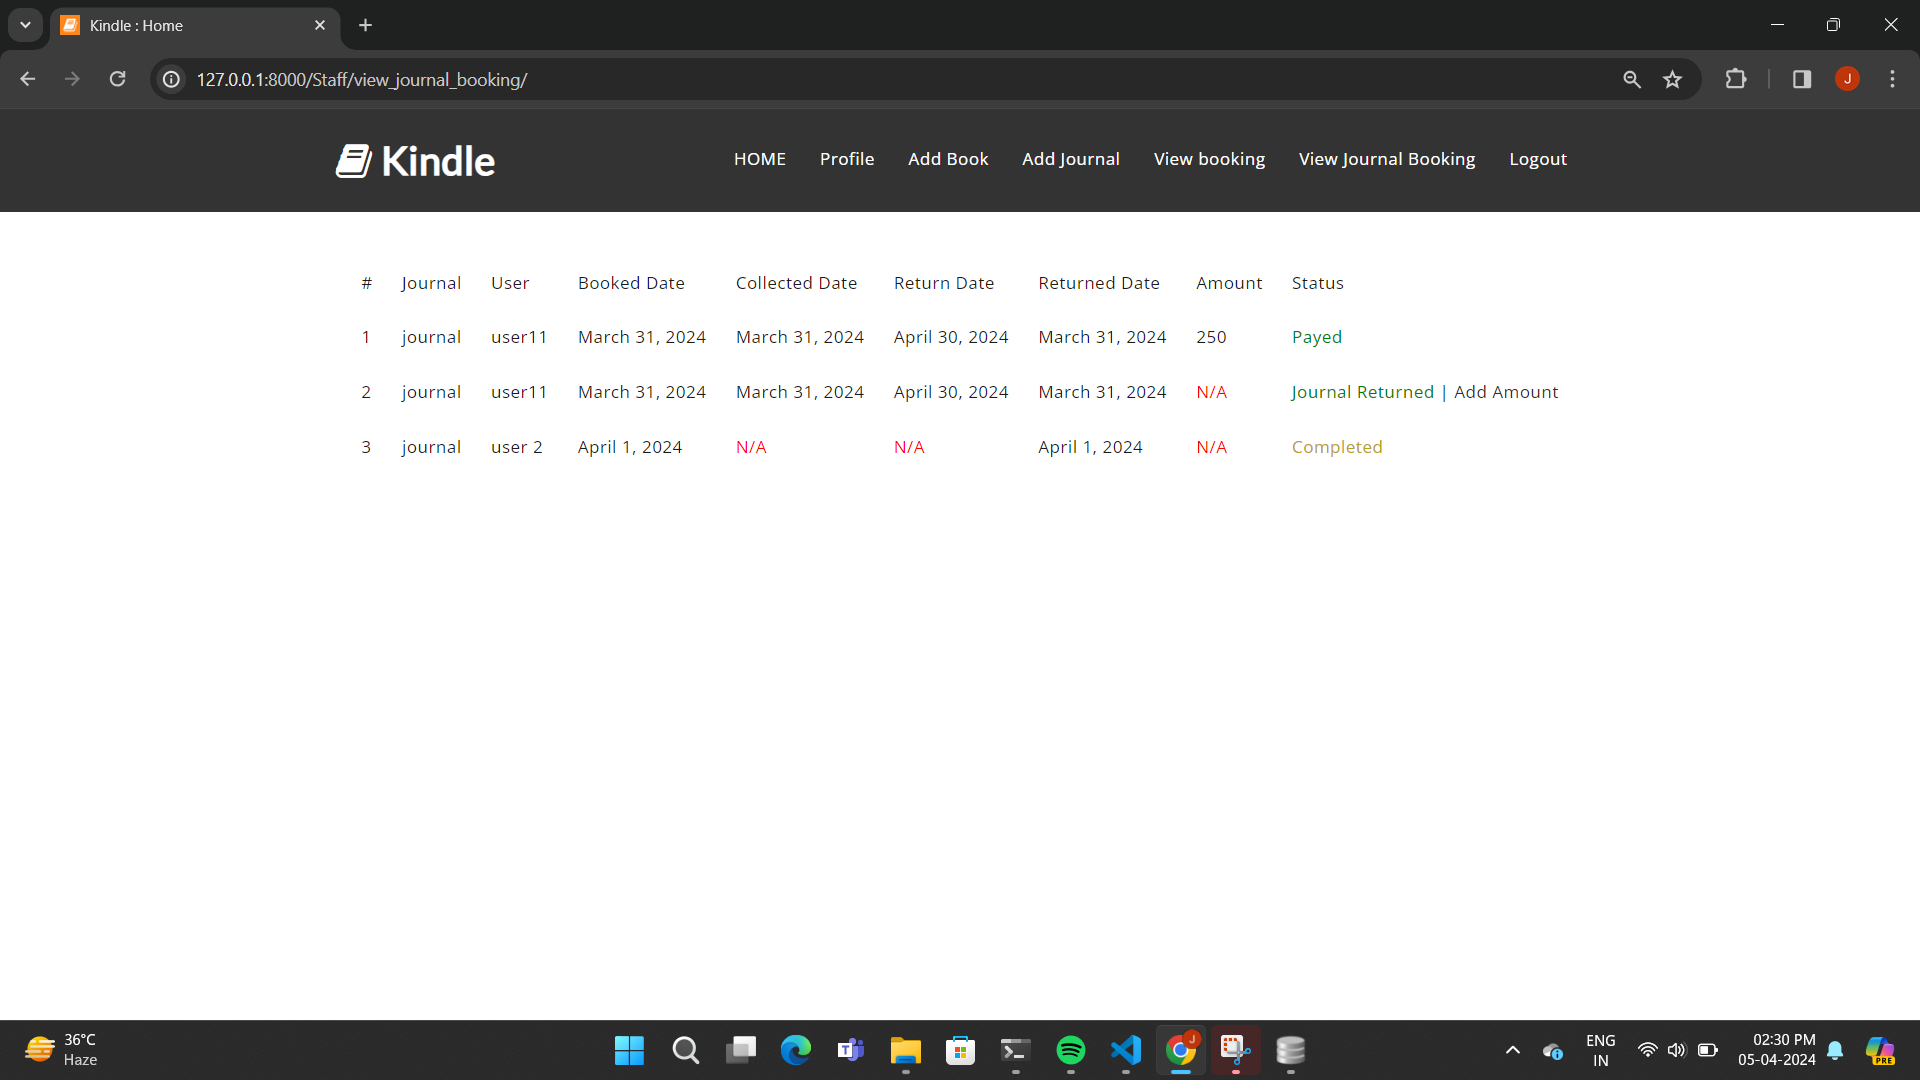 Kindle : Home
127.0.0.1:8000/Staff/view_journal_booking/
J
Kindle HOME Profile Add Book Add Journal View booking View Journal Booking Logout
# Journal User Booked Date Collected Date Return Date Returned Date Amount Status
1 journal user11 March 31, 2024 March 31, 2024 April 30, 2024 March 31, 2024 250 Payed
2 journal user11 March 31, 2024 March 31, 2024 April 30, 2024 March 31, 2024 N/A Journal Returned | Add Amount
3 journal user 2 April 1, 2024 N/A N/A April 1, 2024 N/A Completed
36°C
Haze
T
J
ENG
IN
02:30 PM
05-04-2024
PRE